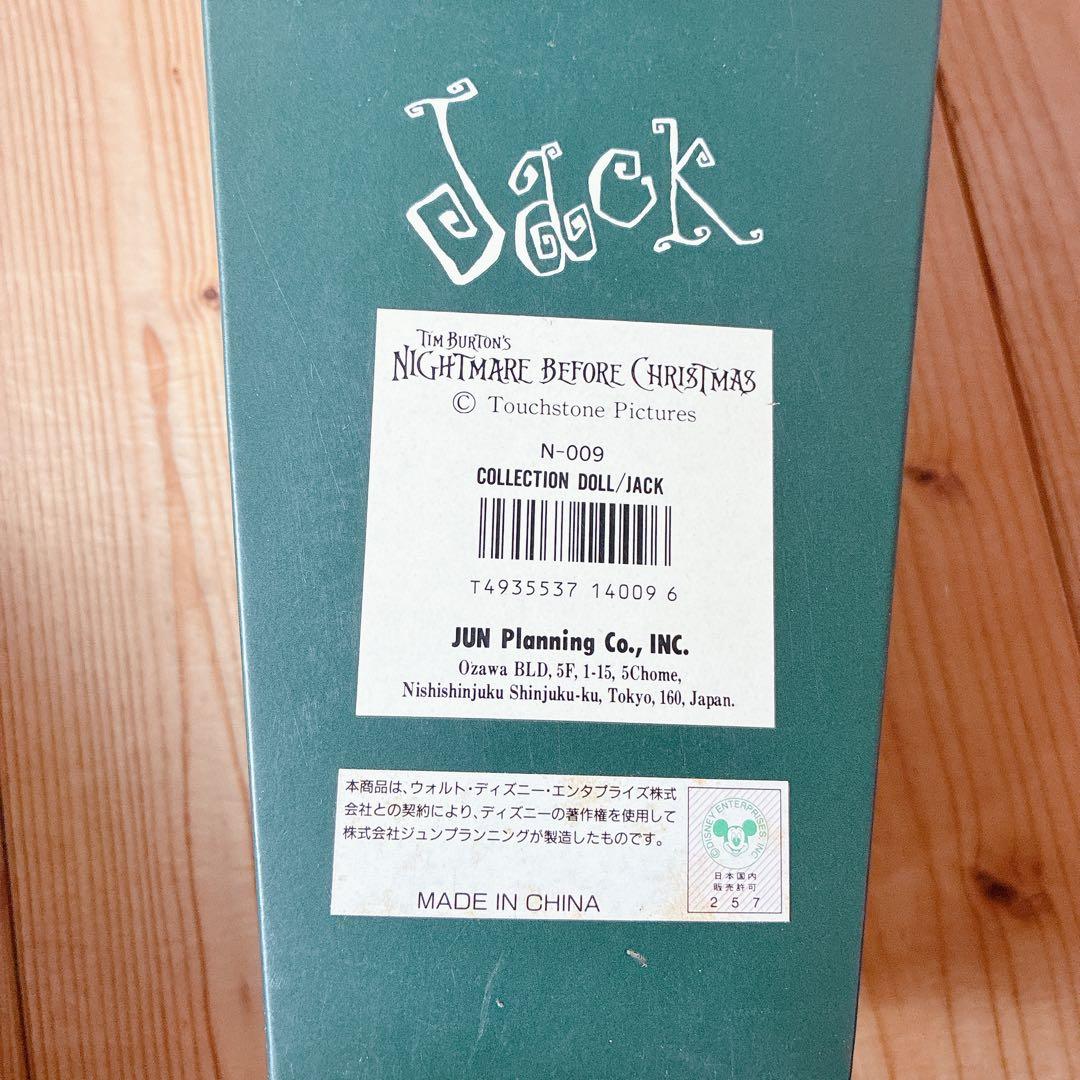 Jack
TIM BURTON'S
NIGHTMARE BEFORE CHRISTMAS
© Touchstone Pictures
N-009
COLLECTION DOLL/JACK
T4935537 14009 6
JUN Planning Co., INC.
Ozawa BLD, 5F, 1-15, 5Chome,
Nishishinjuku Shinjuku-ku, Tokyo, 160, Japan.
本商品は、ウォルト・ディズニー・エンタプライズ株式
会社との契約により、ディズニーの著作権を使用して
株式会社ジュンプランニングが製造したものです。
MADE IN CHINA
©DISNEY ENTERPRISES, INC
日本国内
販売許可
2 5 7